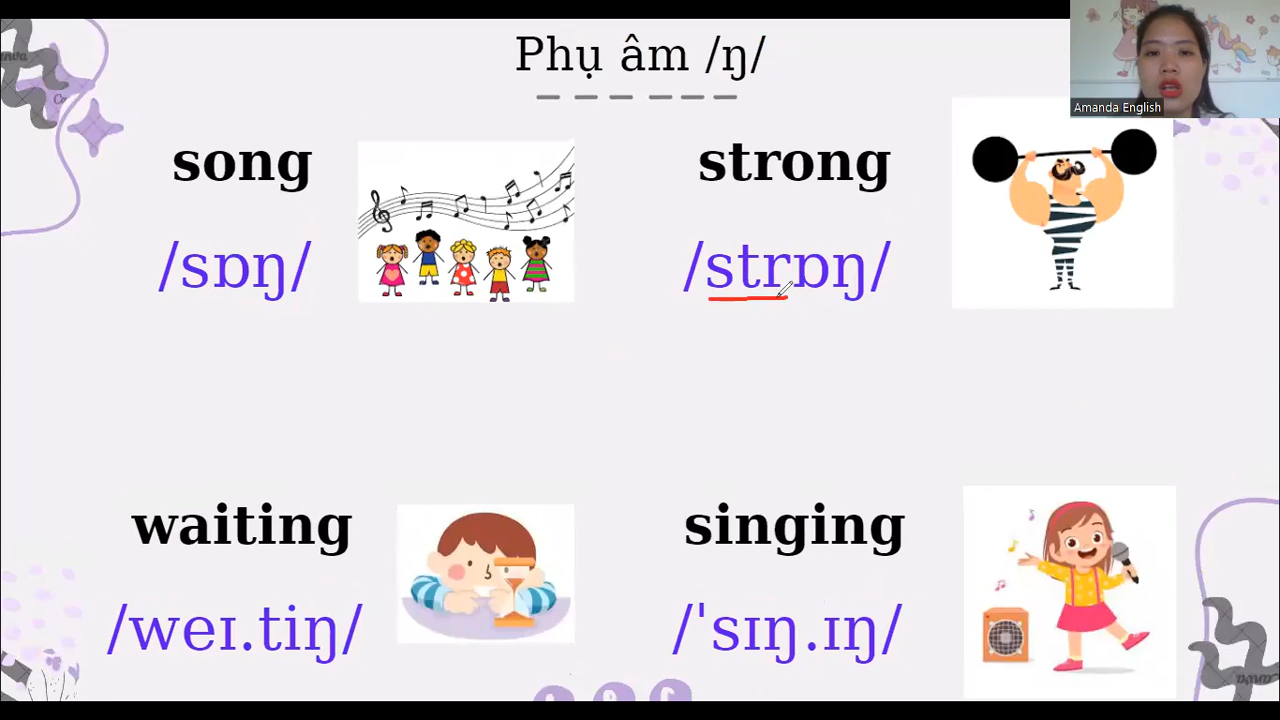 Phụ âm /ŋ/
Amanda English
song
strong
/sɒŋ/
/strɒŋ/
waiting
singing
/weɪ.tiŋ/
/ˈsɪŋ.ɪŋ/